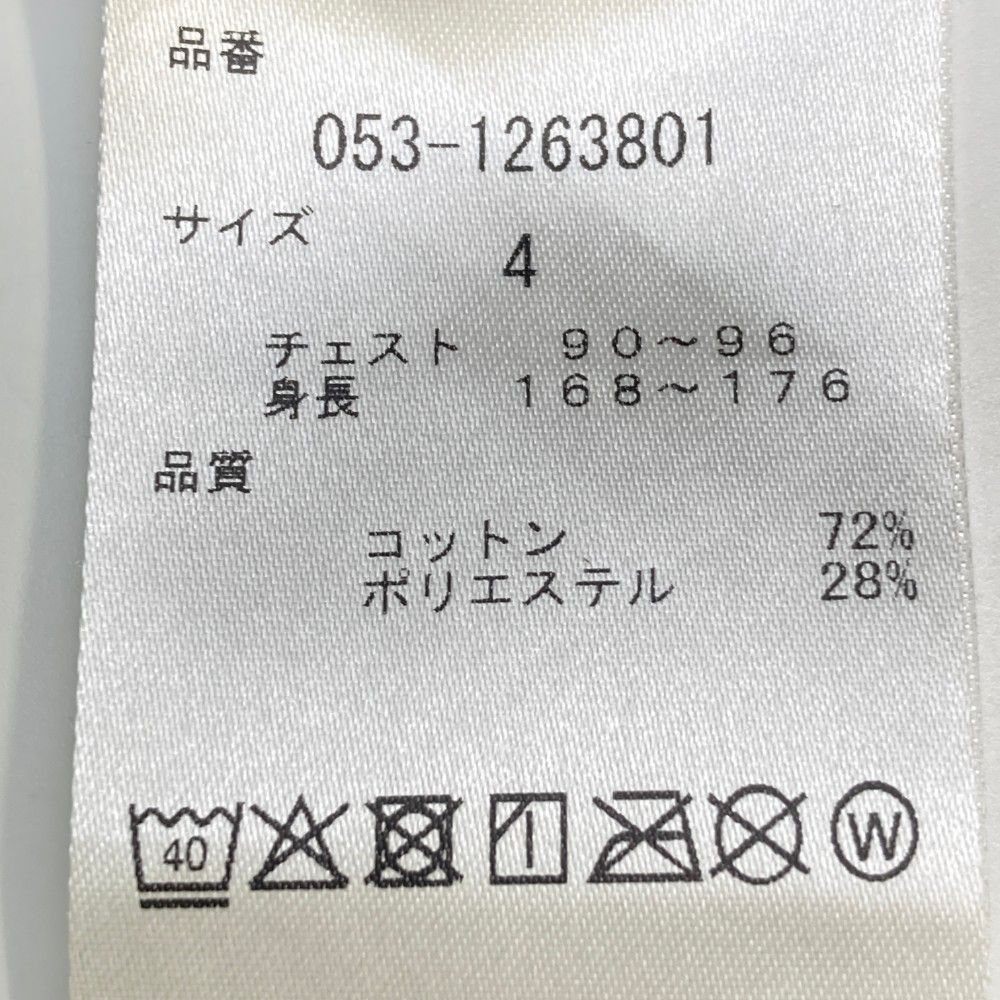 品番
053-1263801
サイズ
4
チェスト 90~96
身長 168~176
品質
コットン 72%
ポリエステル 28%
40 W